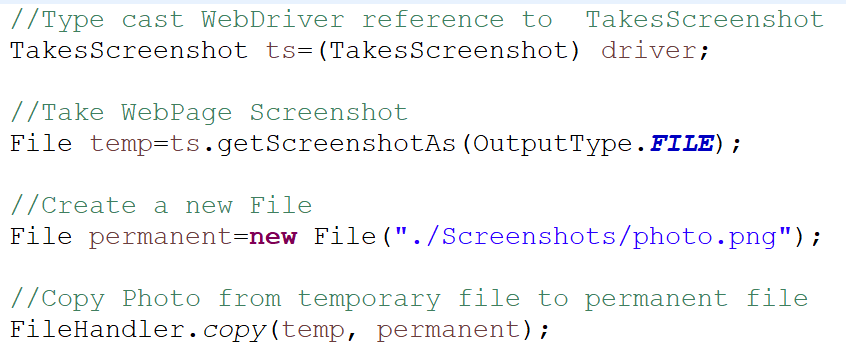 //Type cast WebDriver reference to  TakesScreenshot
TakesScreenshot ts=(TakesScreenshot) driver;
//Take WebPage Screenshot
File temp=ts.getScreenshotAs(OutputType.FILE);
//Create a new File
File permanent=new File("./Screenshots/photo.png");
//Copy Photo from temporary file to permanent file
FileHandler.copy(temp, permanent);